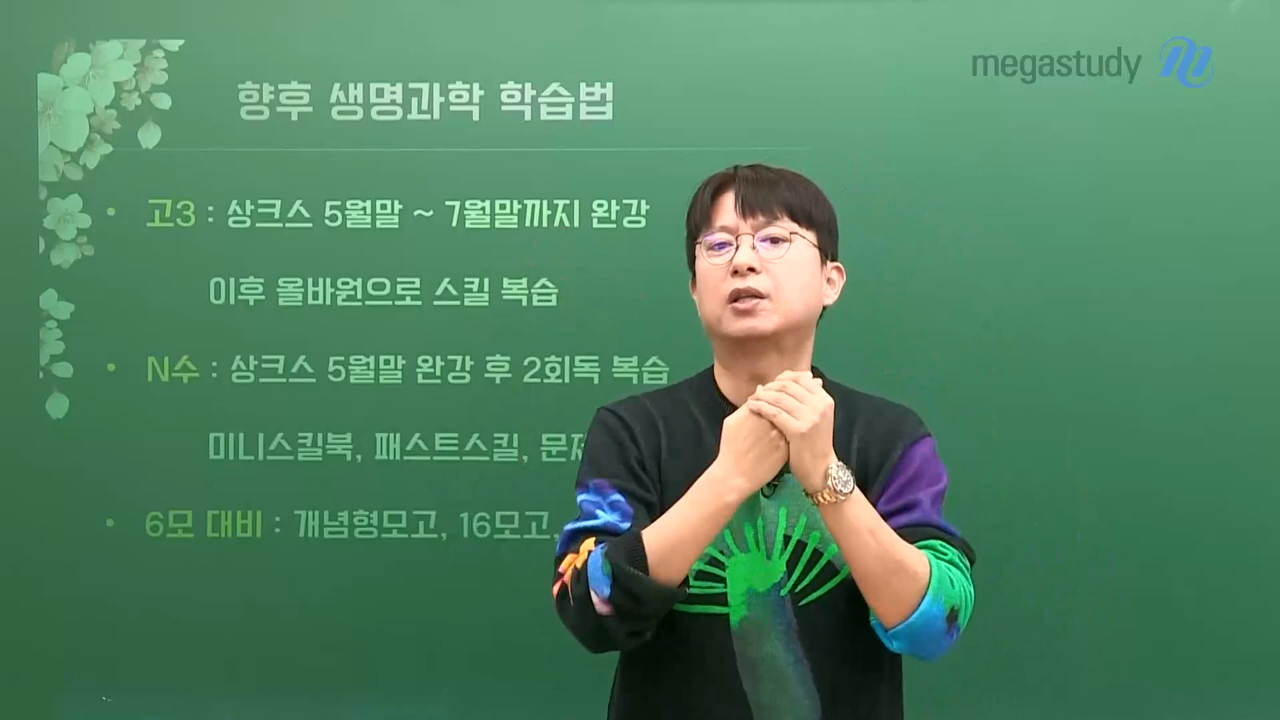 megastudy
향후 생명과학 학습법
• 고3 : 상크스 5월말 ~ 7월말까지 완강
이후 올바원으로 스킬 복습
• N수 : 상크스 5월말 완강 후 2회독 복습
미니스킬북, 패스트스킬,
• 6모 대비 : 개념형모고, 16모고,